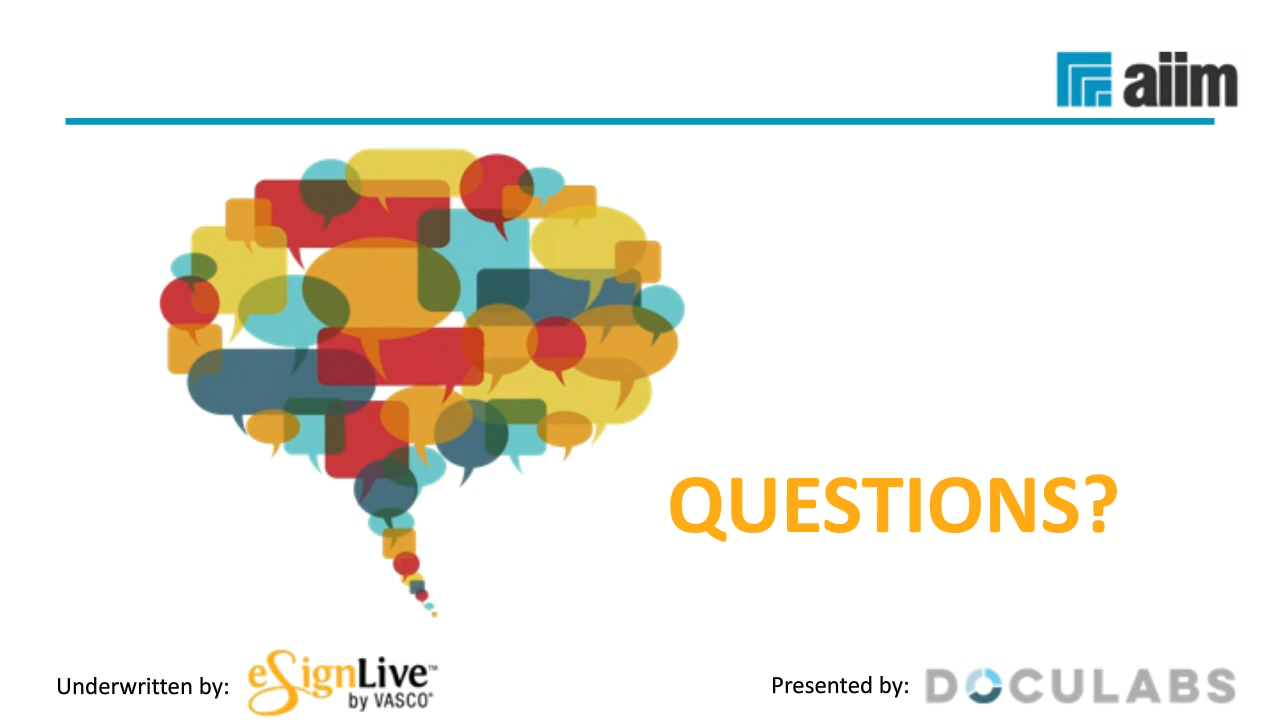 aiim
QUESTIONS?
Underwritten by:
eSignLive™
by VASCO®
Presented by:
DOCULABS